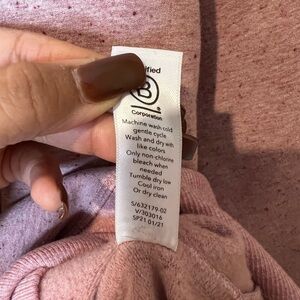 B
®
Corporation
Machine wash cold
gentle cycle
Wash and dry with
like colors
Only non-chlorine
bleach when
needed
Tumble dry low
Cool iron
Or dry clean
S/632179-02
V/303016
SP21 01/21